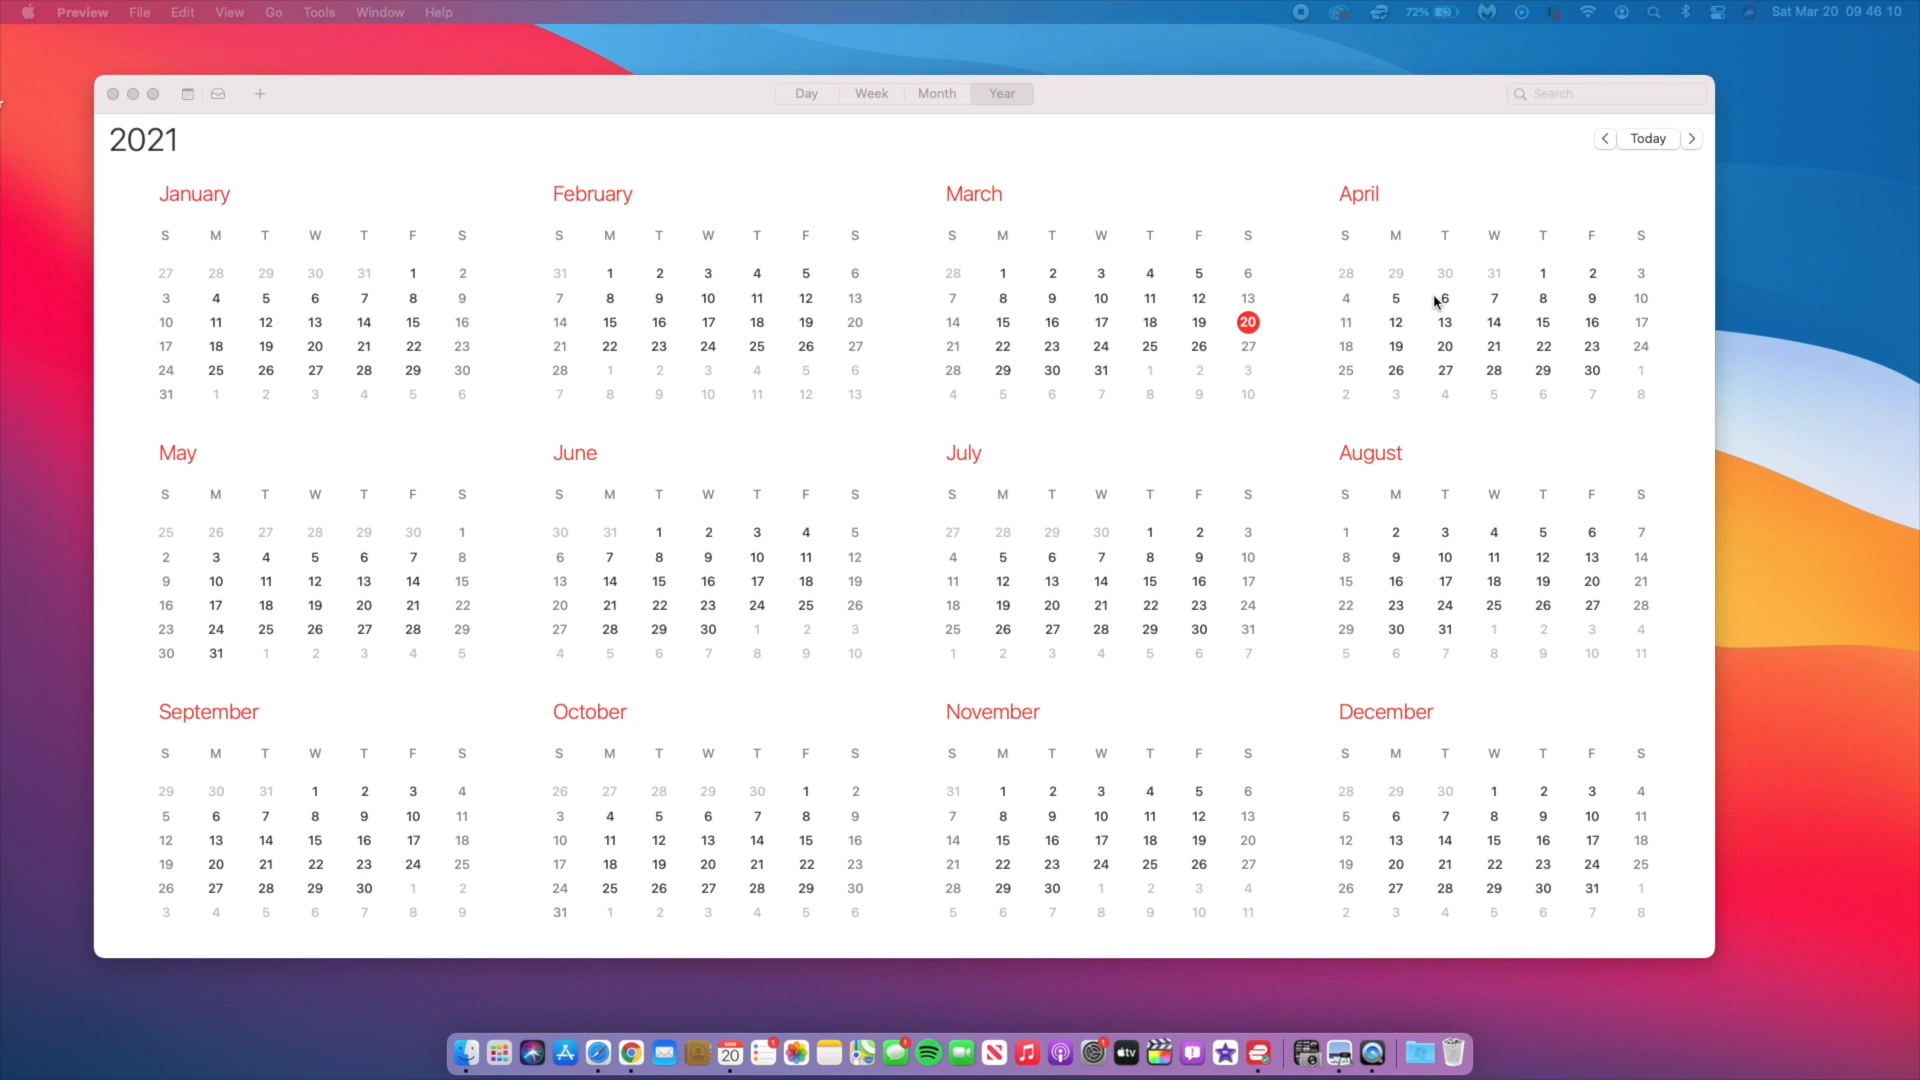 Preview File Edit View Go Tools Window Help 72% Sat Mar 20 09 46 10
Day Week Month Year Search
2021 Today
January February March April
S M T W T F S S M T W T F S S M T W T F S S M T W T F S
27 28 29 30 31 1 2 31 1 2 3 4 5 6 28 1 2 3 4 5 6 28 29 30 31 1 2 3
3 4 5 6 7 8 9 7 8 9 10 11 12 13 7 8 9 10 11 12 13 4 5 6 7 8 9 10
10 11 12 13 14 15 16 14 15 16 17 18 19 20 14 15 16 17 18 19 20 11 12 13 14 15 16 17
17 18 19 20 21 22 23 21 22 23 24 25 26 27 21 22 23 24 25 26 27 18 19 20 21 22 23 24
24 25 26 27 28 29 30 28 1 2 3 4 5 6 28 29 30 31 1 2 3 25 26 27 28 29 30 1
31 1 2 3 4 5 6 7 8 9 10 11 12 13 4 5 6 7 8 9 10 2 3 4 5 6 7 8
May June July August
S M T W T F S S M T W T F S S M T W T F S S M T W T F S
25 26 27 28 29 30 1 30 31 1 2 3 4 5 27 28 29 30 1 2 3 1 2 3 4 5 6 7
2 3 4 5 6 7 8 6 7 8 9 10 11 12 4 5 6 7 8 9 10 8 9 10 11 12 13 14
9 10 11 12 13 14 15 13 14 15 16 17 18 19 11 12 13 14 15 16 17 15 16 17 18 19 20 21
16 17 18 19 20 21 22 20 21 22 23 24 25 26 18 19 20 21 22 23 24 22 23 24 25 26 27 28
23 24 25 26 27 28 29 27 28 29 30 1 2 3 25 26 27 28 29 30 31 29 30 31 1 2 3 4
30 31 1 2 3 4 5 4 5 6 7 8 9 10 1 2 3 4 5 6 7 5 6 7 8 9 10 11
September October November December
S M T W T F S S M T W T F S S M T W T F S S M T W T F S
29 30 31 1 2 3 4 26 27 28 29 30 1 2 31 1 2 3 4 5 6 28 29 30 1 2 3 4
5 6 7 8 9 10 11 3 4 5 6 7 8 9 7 8 9 10 11 12 13 5 6 7 8 9 10 11
12 13 14 15 16 17 18 10 11 12 13 14 15 16 14 15 16 17 18 19 20 12 13 14 15 16 17 18
19 20 21 22 23 24 25 17 18 19 20 21 22 23 21 22 23 24 25 26 27 19 20 21 22 23 24 25
26 27 28 29 30 1 2 24 25 26 27 28 29 30 28 29 30 1 2 3 4 26 27 28 29 30 31 1
3 4 5 6 7 8 9 31 1 2 3 4 5 6 5 6 7 8 9 10 11 2 3 4 5 6 7 8
MAR
20 1 1 1 tv